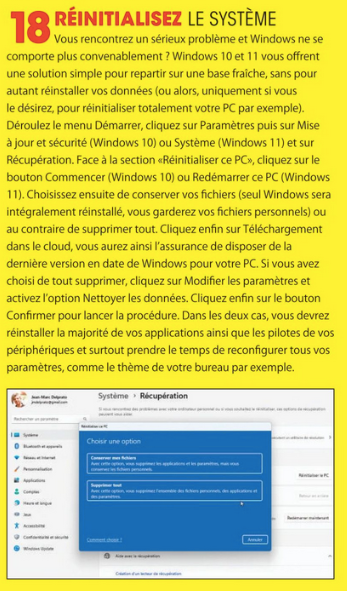 18 RÉINITIALISEZ LE SYSTÈME
Vous rencontrez un sérieux problème et Windows ne se
comporte plus convenablement ? Windows 10 et 11 vous offrent
une solution simple pour repartir sur une base fraîche, sans pour
autant réinstaller vos données (ou alors, uniquement si vous
le désirez, pour réinitialiser totalement votre PC par exemple).
Déroulez le menu Démarrer, cliquez sur Paramètres puis sur Mise
à jour et sécurité (Windows 10) ou Système (Windows 11) et sur
Récupération. Face à la section «Réinitialiser ce PC», cliquez sur le
bouton Commencer (Windows 10) ou Redémarrer ce PC (Windows
11). Choisissez ensuite de conserver vos fichiers (seul Windows sera
intégralement réinstallé, vous garderez vos fichiers personnels) ou
au contraire de supprimer tout. Cliquez enfin sur Téléchargement
dans le cloud, vous aurez ainsi l'assurance de disposer de la
dernière version en date de Windows pour votre PC. Si vous avez
choisi de tout supprimer, cliquez sur Modifier les paramètres et
activez l'option Nettoyer les données. Cliquez enfin sur le bouton
Confirmer pour lancer la procédure. Dans les deux cas, vous devrez
réinstaller la majorité de vos applications ainsi que les pilotes de vos
périphériques et surtout prendre le temps de reconfigurer tous vos
paramètres, comme le thème de votre bureau par exemple.
Système > Récupération
Rechercher un paramètre
Réinitialiser ce PC
Choisir une option
Conserver mes fichiers
Avec cette option, vous supprimez les applications et les paramètres, mais vous
conservez les fichiers personnels.
Supprimer tout
Avec cette option, vous supprimez l'ensemble des fichiers personnels, des applications et
des paramètres.
Annuler
Système
Bluetooth et appareils
Réseau et Internet
Personnalisation
Applications
Comptes
Heure et langue
Jeux
Accessibilité
Confidentialité et sécurité
Windows Update
Réinitialiser le PC
Redémarrer maintenant
Aide avec la récupération
Création d'un lecteur de récupération